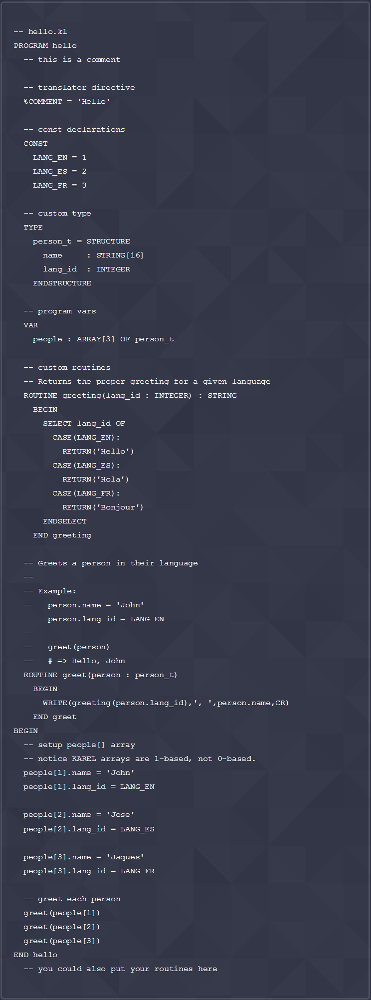 -- hello.kl
PROGRAM hello
  -- this is a comment

  -- translator directive
  %COMMENT = 'Hello'

  -- const declarations
  CONST
    LANG_EN = 1
    LANG_ES = 2
    LANG_FR = 3

  -- custom type
  TYPE
    person_t = STRUCTURE
      name     : STRING[16]
      lang_id  : INTEGER
    ENDSTRUCTURE

  -- program vars
  VAR
    people : ARRAY[3] OF person_t

  -- custom routines
  -- Returns the proper greeting for a given language
  ROUTINE greeting(lang_id : INTEGER) : STRING
    BEGIN
      SELECT lang_id OF
        CASE(LANG_EN):
          RETURN('Hello')
        CASE(LANG_ES):
          RETURN('Hola')
        CASE(LANG_FR):
          RETURN('Bonjour')
      ENDSELECT
    END greeting

  -- Greets a person in their language
  --
  -- Example:
  --   person.name = 'John'
  --   person.lang_id = LANG_EN
  --
  --   greet(person)
  --   # => Hello, John
  ROUTINE greet(person : person_t)
    BEGIN
      WRITE(greeting(person.lang_id),', ',person.name,CR)
    END greet
BEGIN
  -- setup people[] array
  -- notice KAREL arrays are 1-based, not 0-based.
  people[1].name = 'John'
  people[1].lang_id = LANG_EN

  people[2].name = 'Jose'
  people[2].lang_id = LANG_ES

  people[3].name = 'Jaques'
  people[3].lang_id = LANG_FR

  -- greet each person
  greet(people[1])
  greet(people[2])
  greet(people[3])
END hello
  -- you could also put your routines here